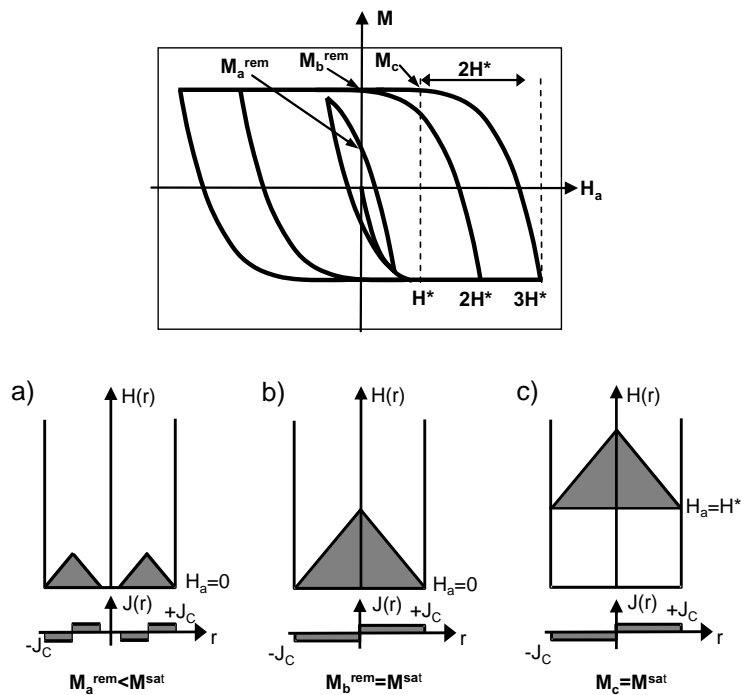 M
M_b^rem
M_c
2H*
M_a^rem
H_a
H* 2H* 3H*
a) H(r)
H_a=0
J(r)
+J_C
-J_C
r
M_a^rem<M^sat
b) H(r)
H_a=0
J(r)
+J_C
-J_C
r
M_b^rem=M^sat
c) H(r)
H_a=H*
J(r)
+J_C
-J_C
r
M_c=M^sat